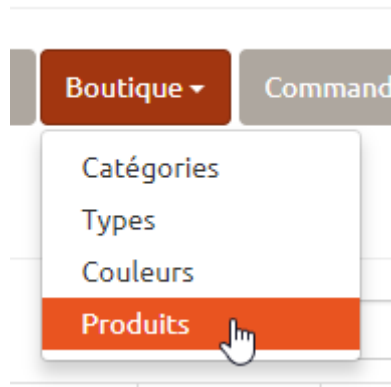 Boutique
Command
Catégories
Types
Couleurs
Produits